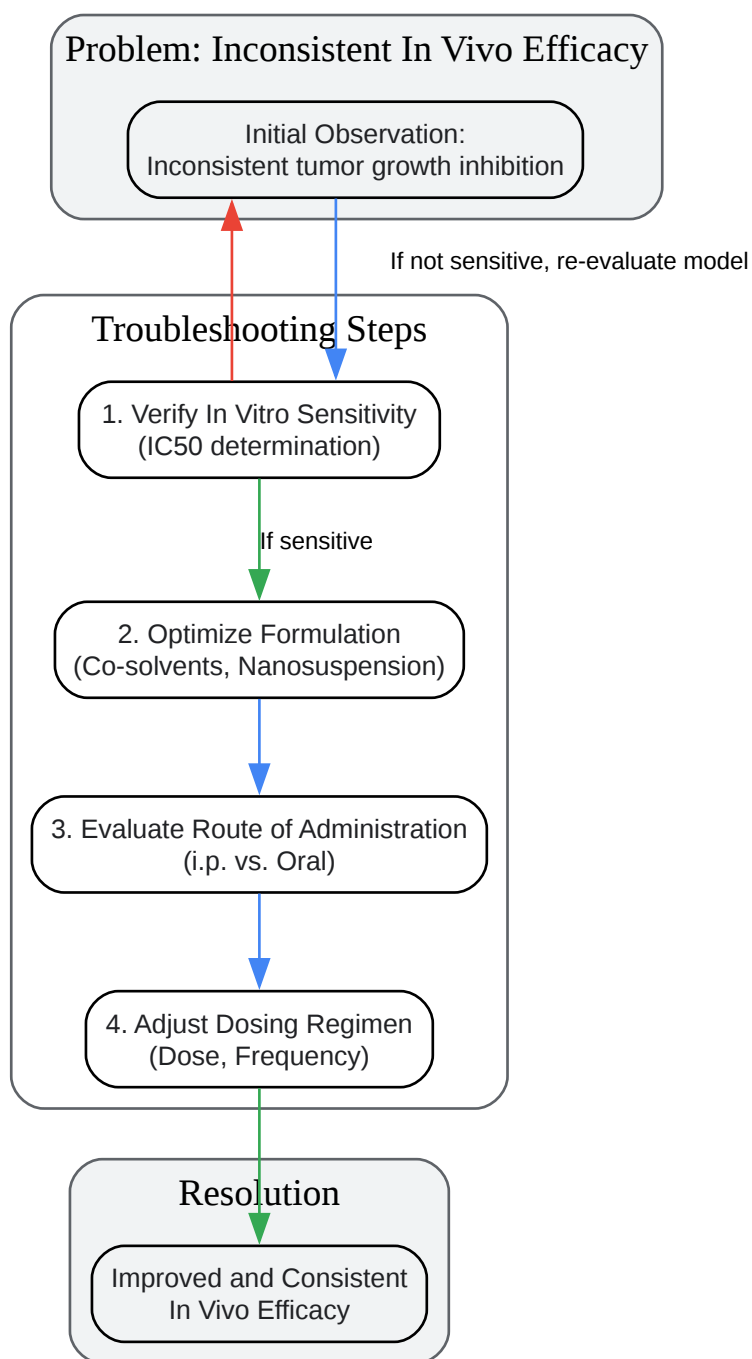 Problem: Inconsistent In Vivo Efficacy
Initial Observation:
Inconsistent tumor growth inhibition
If not sensitive, re-evaluate model
Troubleshooting Steps
1. Verify In Vitro Sensitivity
(IC50 determination)
If sensitive
2. Optimize Formulation
(Co-solvents, Nanosuspension)
3. Evaluate Route of Administration
(i.p. vs. Oral)
4. Adjust Dosing Regimen
(Dose, Frequency)
Resolution
Improved and Consistent
In Vivo Efficacy